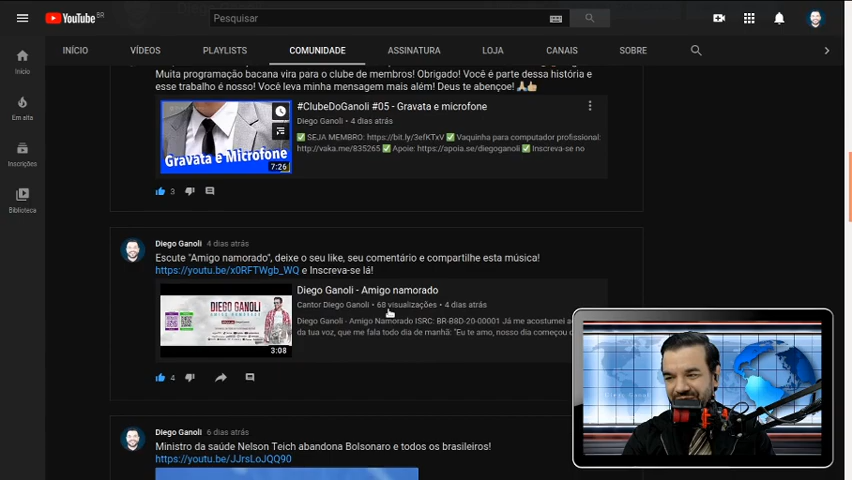 YouTube BR
Pesquisar
INÍCIO VÍDEOS PLAYLISTS COMUNIDADE ASSINATURA LOJA CANAIS SOBRE
Início
Em alta
Inscrições
Biblioteca
Muita programação bacana vira para o clube de membros! Obrigado! Você é parte dessa história e
esse trabalho é nosso! Você leva minha mensagem mais além! Deus te abençoe!🙏👍
#ClubeDoGanoli #05 - Gravata e microfone
Diego Ganoli • 4 dias atrás
✅ SEJA MEMBRO: https://bit.ly/3efKTxV ✅ Vaquinha para computador profissional:
http://vaka.me/835265 ✅ Apoie: https://apoia.se/diegoganoli ✅ Inscreva-se no
Gravata e Microfone
7:26
3
Diego Ganoli 4 dias atrás
Escute "Amigo namorado", deixe o seu like, seu comentário e compartilhe esta música!
https://youtu.be/x0RFTWgb_WQ e Inscreva-se lá!
Diego Ganoli - Amigo namorado
Cantor Diego Ganoli • 68 visualizações • 4 dias atrás
Diego Ganoli - Amigo Namorado ISRC: BR-B8D-20-00001 Já me acostumei ao
da tua voz, que me fala todo dia de manhã: "Eu te amo, nosso dia começou
DIEGO GANOLI
AMIGO NAMORADO
3:08
4
Diego Ganoli 6 dias atrás
Ministro da saúde Nelson Teich abandona Bolsonaro e todos os brasileiros!
https://youtu.be/JJrsLoJQQ90